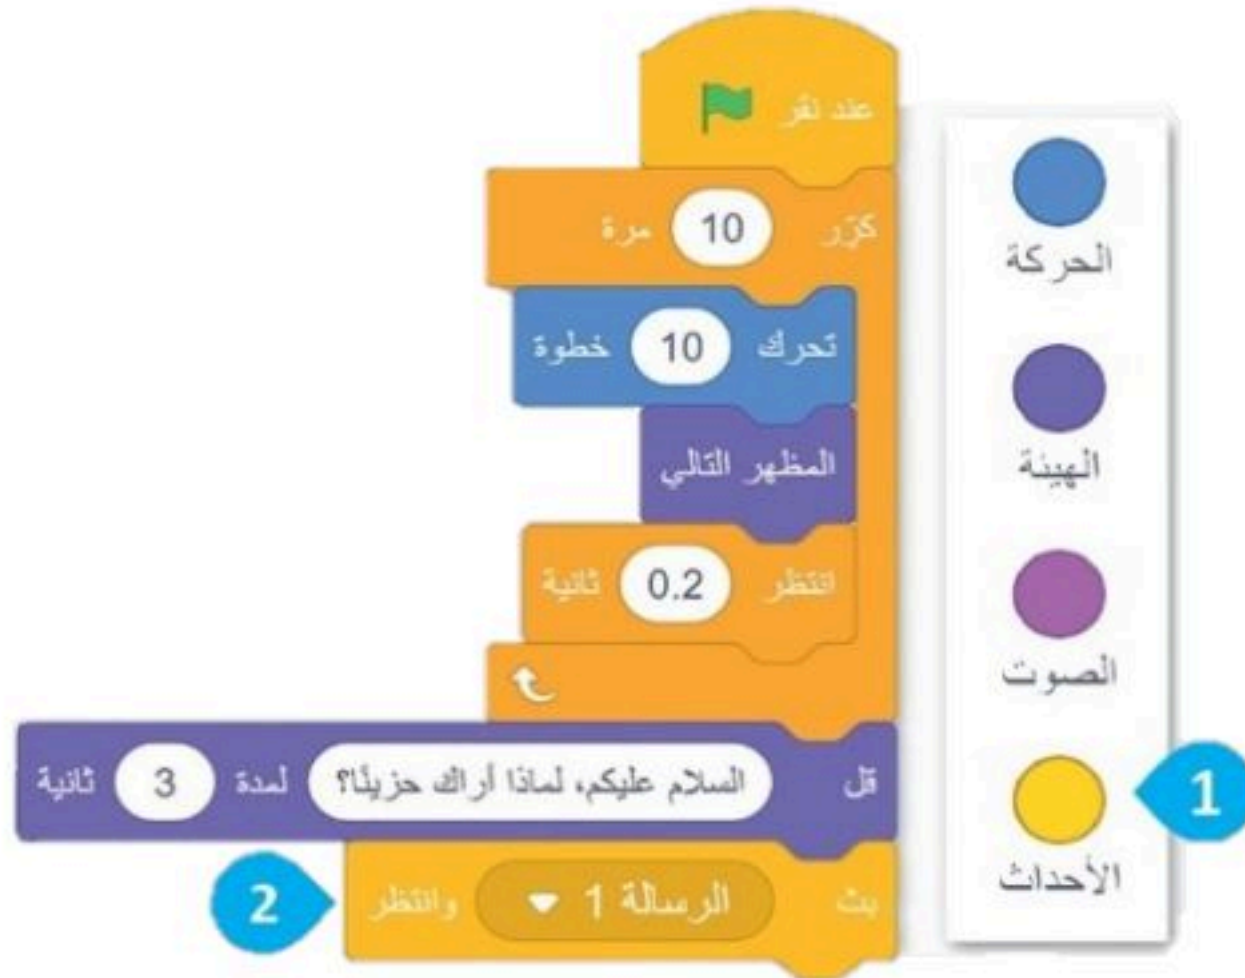 عند نقر
كرّر 10 مرة
تحرك 10 خطوة
المظهر التالي
انتظر 0.2 ثانية
قل السلام عليكم، لماذا أراك حزينًا؟ لمدة 3 ثانية
بث الرسالة 1 وانتظر
2
الحركة
الهيئة
الصوت
الأحداث
1